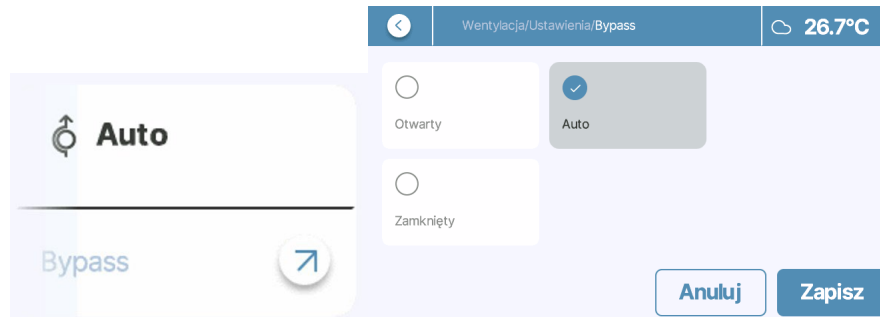 Auto
Bypass
Wentylacja/Ustawienia/Bypass
26.7°C
Otwarty
Auto
Zamknięty
Anuluj
Zapisz